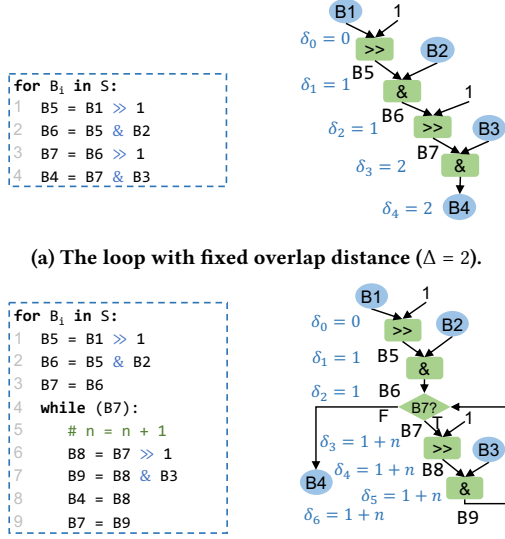 for Bi in S:
1 B5 = B1 ≫ 1
2 B6 = B5 & B2
3 B7 = B6 ≫ 1
4 B4 = B7 & B3
B1
1
δ0 = 0
>>
B2
B5
δ1 = 1
&
B6
1
δ2 = 1
>>
B3
B7
δ3 = 2
&
δ4 = 2
B4
(a) The loop with fixed overlap distance (Δ = 2).
for Bi in S:
1 B5 = B1 ≫ 1
2 B6 = B5 & B2
3 B7 = B6
4 while (B7):
5 # n = n + 1
6 B8 = B7 ≫ 1
7 B9 = B8 & B3
8 B4 = B8
9 B7 = B9
B1
1
δ0 = 0
>>
B2
B5
δ1 = 1
&
δ2 = 1
B6
F
B7?
B7
T
1
δ3 = 1 + n
>>
B3
B8
δ4 = 1 + n
B4
δ5 = 1 + n
&
δ6 = 1 + n
B9